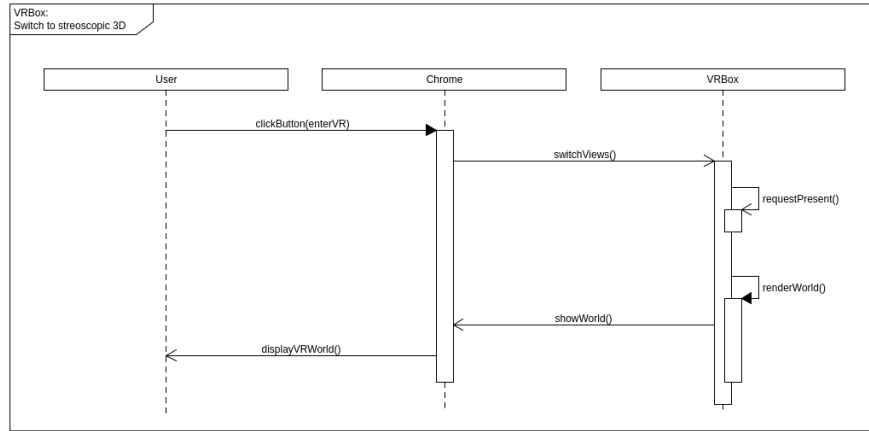 VRBox:
Switch to streoscopic 3D
User
Chrome
VRBox
clickButton(enterVR)
switchViews()
requestPresent()
renderWorld()
showWorld()
displayVRWorld()